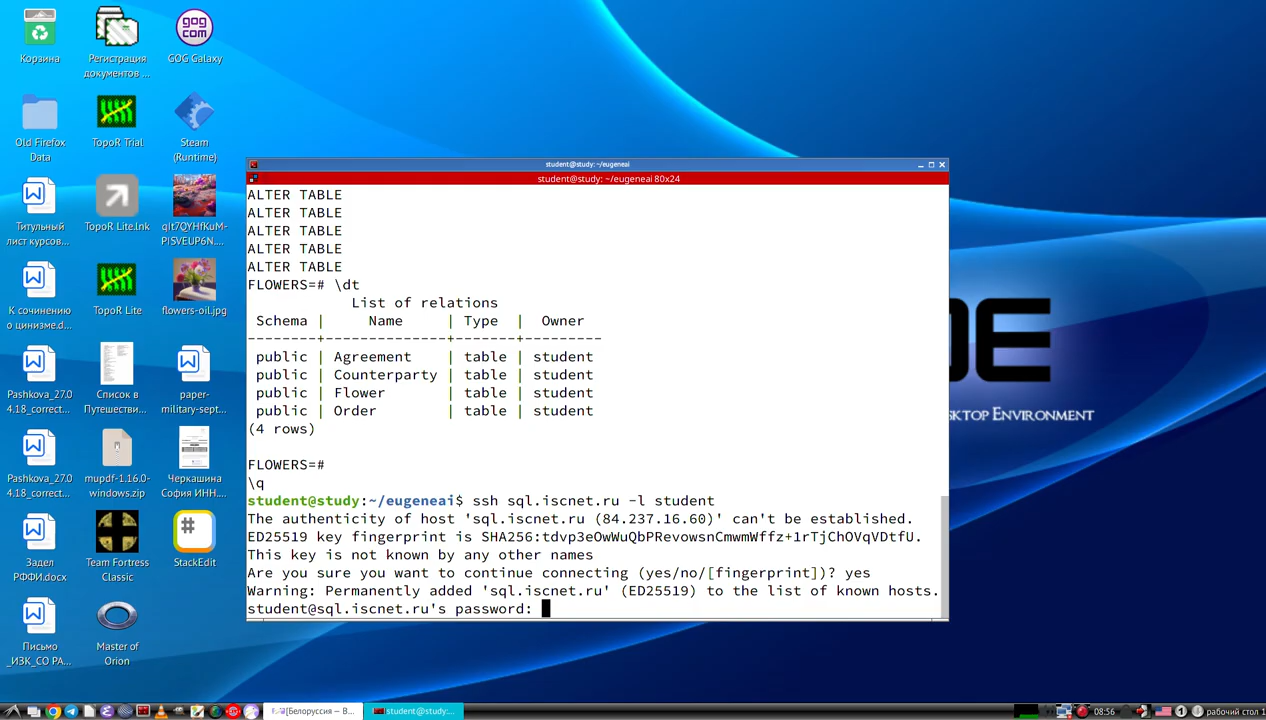 Корзина
Регистрация
документов ...
GOG
COM
GOG Galaxy
Old Firefox
Data
TopoR Trial
Steam
(Runtime)
Титульный
лист курсов...
TopoR Lite.lnk
qIt7QYHfKuM-
PJSVEUP6N...
К сочинению
о цинизме.d...
TopoR Lite
flowers-oil.jpg
Pashkova_27.0
4.18_correct...
Список в
Путешестви...
paper-
military-sept...
Pashkova_27.0
4.18_correct...
mupdf-1.16.0-
windows.zip
Черкашина
София ИНН....
Задел
РФФИ.docx
Team Fortress
Classic
StackEdit
Письмо
_ИЗК_СО РА...
Master of
Orion
student@study: ~/eugeneai
student@study: ~/eugeneai 80x24
ALTER TABLE
ALTER TABLE
ALTER TABLE
ALTER TABLE
ALTER TABLE
FLOWERS=# \dt
List of relations
Schema | Name | Type | Owner
--------+--------------+-------+---------
public | Agreement | table | student
public | Counterparty | table | student
public | Flower | table | student
public | Order | table | student
(4 rows)
FLOWERS=#
\q
student@study:~/eugeneai$ ssh sql.iscnet.ru -l student
The authenticity of host 'sql.iscnet.ru (84.237.16.60)' can't be established.
ED25519 key fingerprint is SHA256:tdvp3eOwWuQbPRevowsnCmwmWffz+1rTjChOVqVDtfU.
This key is not known by any other names
Are you sure you want to continue connecting (yes/no/[fingerprint])? yes
Warning: Permanently added 'sql.iscnet.ru' (ED25519) to the list of known hosts.
student@sql.iscnet.ru's password:
DE
SKTOP ENVIRONMENT
[Белоруссия — В...
student@study:...
08:56
рабочий стол 1